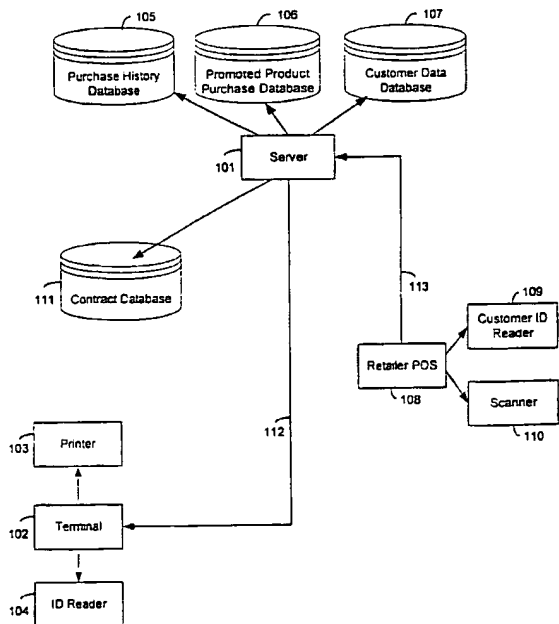 105
106
107
Purchase History
Database
Promoted Product
Purchase Database
Customer Data
Database
Server
101
111
Contract Database
113
109
Customer ID
Reader
Retailer POS
108
Scanner
110
112
103
Printer
102
Terminal
104
ID Reader